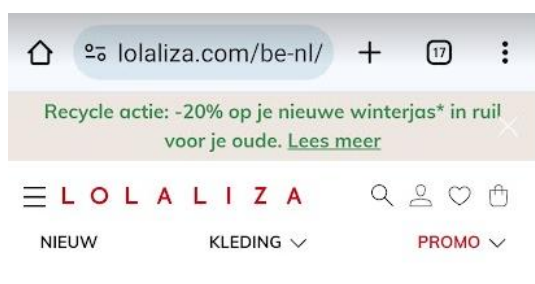 lolaliza.com/be-nl/
17
Recycle actie: -20% op je nieuwe winterjas* in ruil
voor je oude. Lees meer
LOLALIZA
NIEUW KLEDING PROMO